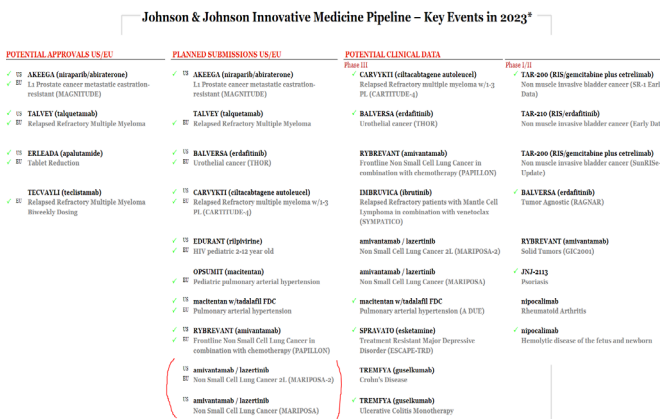 Johnson & Johnson Innovative Medicine Pipeline – Key Events in 2023*
POTENTIAL APPROVALS US/EU
✓ US AKEEGA (niraparib/abiraterone)
✓ EU L1 Prostate cancer metastatic castration-
resistant (MAGNITUDE)
✓ US TALVEY (talquetamab)
✓ EU Relapsed Refractory Multiple Myeloma
✓ US ERLEADA (apalutamide)
✓ EU Tablet Reduction
TECVAYLI (teclistamab)
✓ EU Relapsed Refractory Multiple Myeloma
Biweekly Dosing
PLANNED SUBMISSIONS US/EU
✓ US AKEEGA (niraparib/abiraterone)
L1 Prostate cancer metastatic castration-
resistant (MAGNITUDE)
TALVEY (talquetamab)
✓ EU Relapsed Refractory Multiple Myeloma
✓ US BALVERSA (erdafitinib)
✓ EU Urothelial cancer (THOR)
✓ US CARVYKTI (ciltacabtagene autoleucel)
✓ EU Relapsed Refractory multiple myeloma w/1-3
PL (CARTITUDE-4)
✓ US EDURANT (rilpivirine)
✓ EU HIV pediatric 2-12 year old
OPSUMIT (macitentan)
✓ EU Pediatric pulmonary arterial hypertension
✓ US macitentan w/tadalafil FDC
✓ EU Pulmonary arterial hypertension
✓ US RYBREVANT (amivantamab)
✓ EU Frontline Non Small Cell Lung Cancer in
combination with chemotherapy (PAPILLON)
US amivantamab / lazertinib
EU Non Small Cell Lung Cancer 2L (MARIPOSA-2)
US amivantamab / lazertinib
Non Small Cell Lung Cancer (MARIPOSA)
POTENTIAL CLINICAL DATA
Phase III
✓ CARVYKTI (ciltacabtagene autoleucel)
Relapsed Refractory multiple myeloma w/1-3
PL (CARTITUDE-4)
✓ BALVERSA (erdafitinib)
Urothelial cancer (THOR)
RYBREVANT (amivantamab)
Frontline Non Small Cell Lung Cancer in
combination with chemotherapy (PAPILLON)
IMBRUVICA (ibrutinib)
Relapsed Refractory patients with Mantle Cell
Lymphoma in combination with venetoclax
(SYMPATICO)
amivantamab / lazertinib
Non Small Cell Lung Cancer 2L (MARIPOSA-2)
amivantamab / lazertinib
Non Small Cell Lung Cancer (MARIPOSA)
✓ macitentan w/tadalafil FDC
Pulmonary arterial hypertension (A DUE)
✓ SPRAVATO (esketamine)
Treatment Resistant Major Depressive
Disorder (ESCAPE-TRD)
TREMFYA (guselkumab)
Crohn's Disease
✓ TREMFYA (guselkumab)
Ulcerative Colitis Monotherapy
Phase I/II
✓ TAR-200 (RIS/gemcitabine plus cetrelimab)
Non muscle invasive bladder cancer (SR-1 Earl
Data)
TAR-210 (RIS/erdafitinib)
Non muscle invasive bladder cancer (Early Dat
TAR-200 (RIS/gemcitabine plus cetrelimab)
Non muscle invasive bladder cancer (SunRISe-
Update)
✓ BALVERSA (erdafitinib)
Tumor Agnostic (RAGNAR)
RYBREVANT (amivantamab)
Solid Tumors (GIC2001)
✓ JNJ-2113
Psoriasis
nipocalimab
Rheumatoid Arthritis
✓ nipocalimab
Hemolytic disease of the fetus and newborn